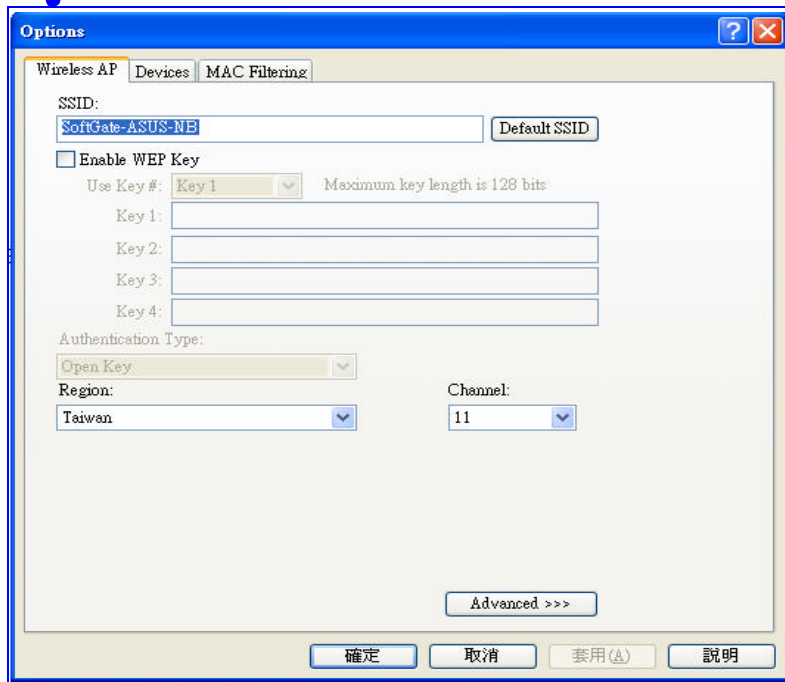 Options
Wireless AP Devices MAC Filtering
SSID:
SoftGate-ASUS-NB Default SSID
Enable WEP Key
Use Key #: Key 1 Maximum key length is 128 bits
Key 1:
Key 2:
Key 3:
Key 4:
Authentication Type:
Open Key
Region: Channel:
Taiwan 11
Advanced >>>
確定 取消 套用(A) 說明